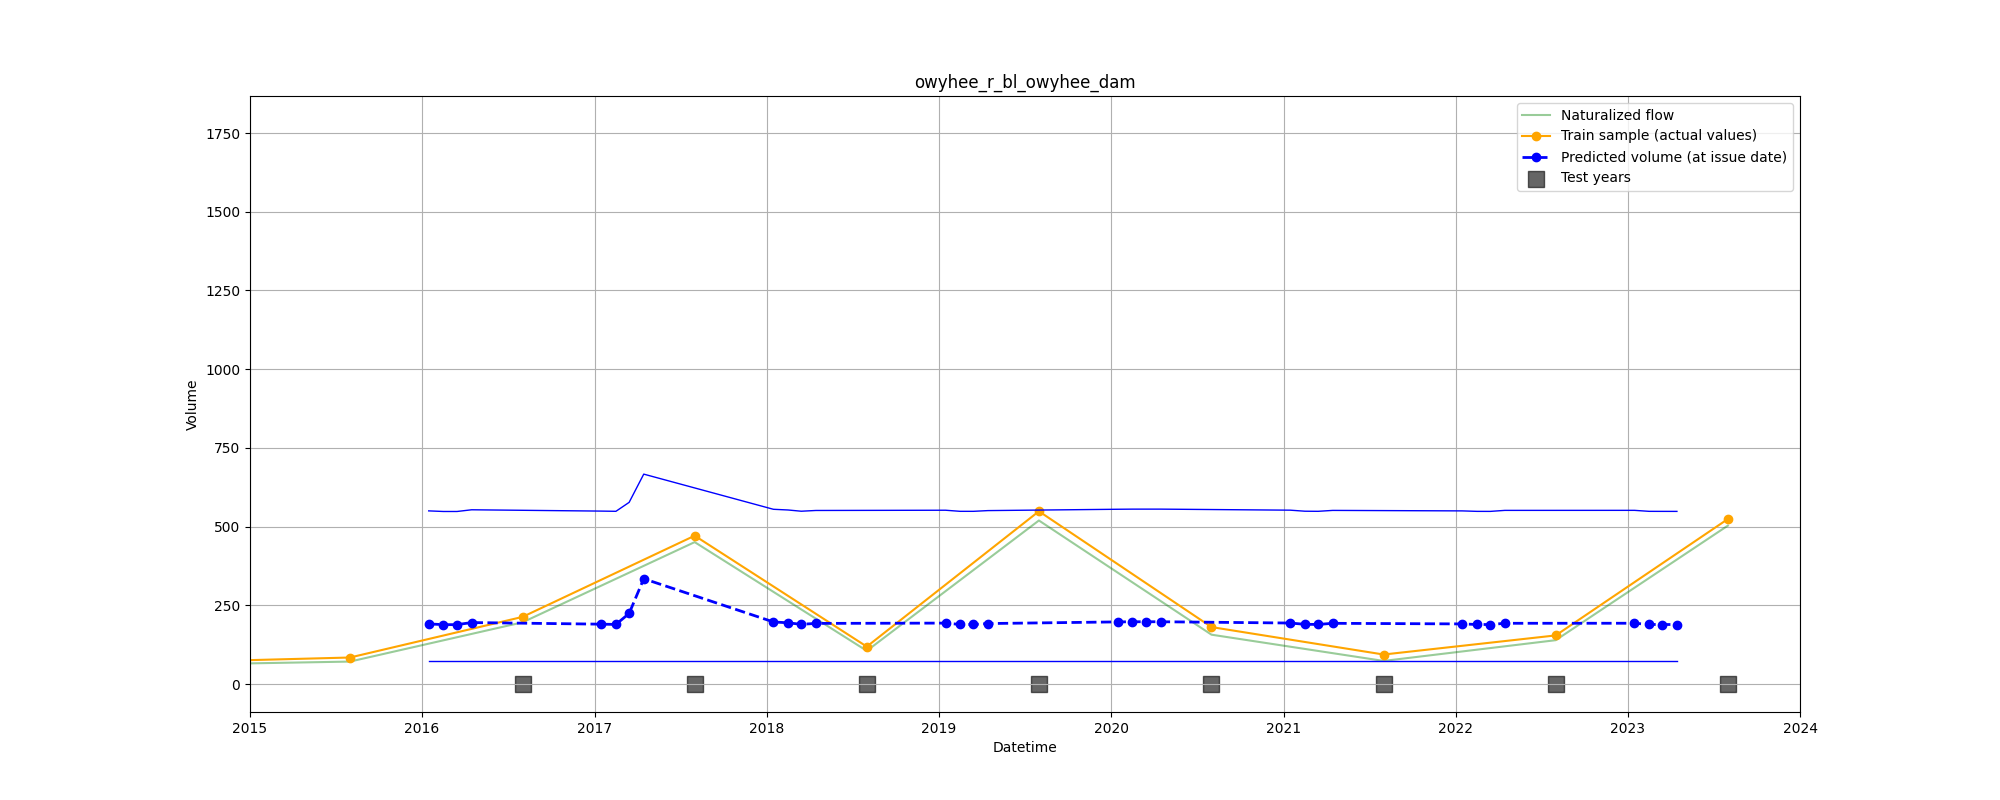 owyhee_r_bl_owyhee_dam
Naturalized flow
Train sample (actual values)
Predicted volume (at issue date)
Test years
1750
1500
1250
1000
750
500
250
0
Volume
2015 2016 2017 2018 2019 2020 2021 2022 2023 2024
Datetime